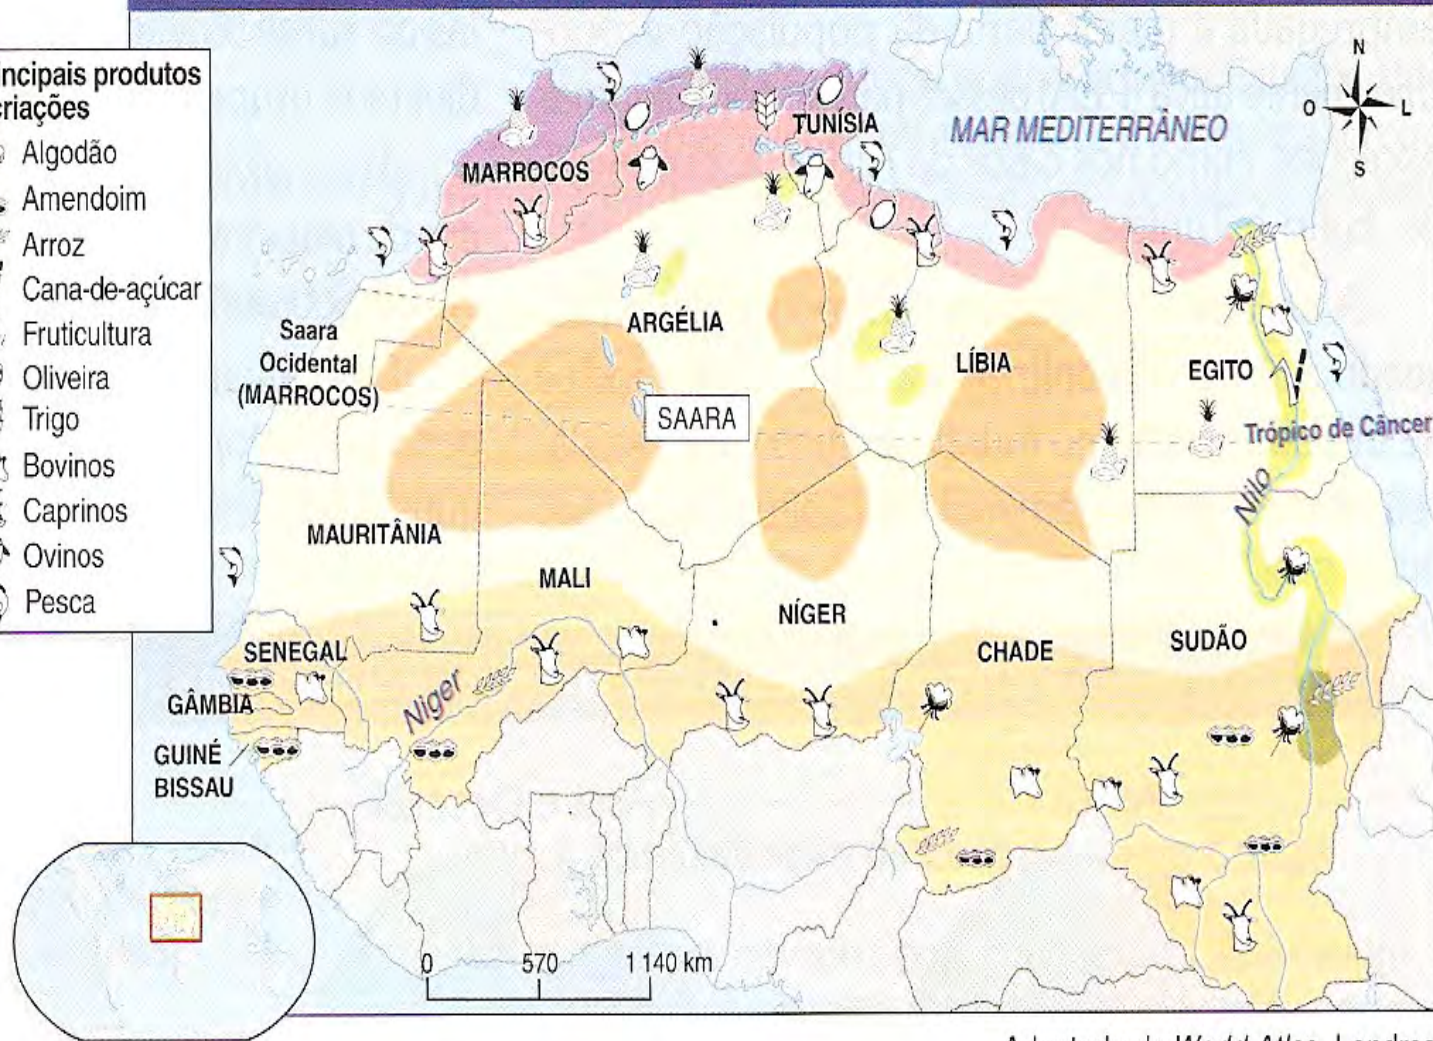 incipais produtos
criações
Algodão
Amendoim
Arroz
Cana-de-açúcar
Fruticultura
Oliveira
Trigo
Bovinos
Caprinos
Ovinos
Pesca
N
O
L
S
MAR MEDITERRÂNEO
TUNÍSIA
MARROCOS
Saara
Ocidental
(MARROCOS)
ARGÉLIA
LÍBIA
EGITO
SAARA
Trópico de Câncer
Nilo
MAURITÂNIA
MALI
NÍGER
CHADE
SUDÃO
SENEGAL
GÂMBIA
Niger
GUINÉ
BISSAU
0 570 1 140 km